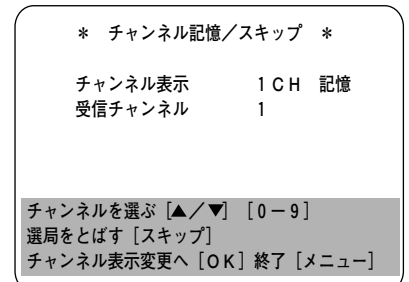 ＊ チャンネル記憶／スキップ ＊
チャンネル表示 １ＣＨ 記憶
受信チャンネル １
チャンネルを選ぶ［▲／▼］［０－９］
選局をとばす［スキップ］
チャンネル表示変更へ［ＯＫ］終了［メニュー］